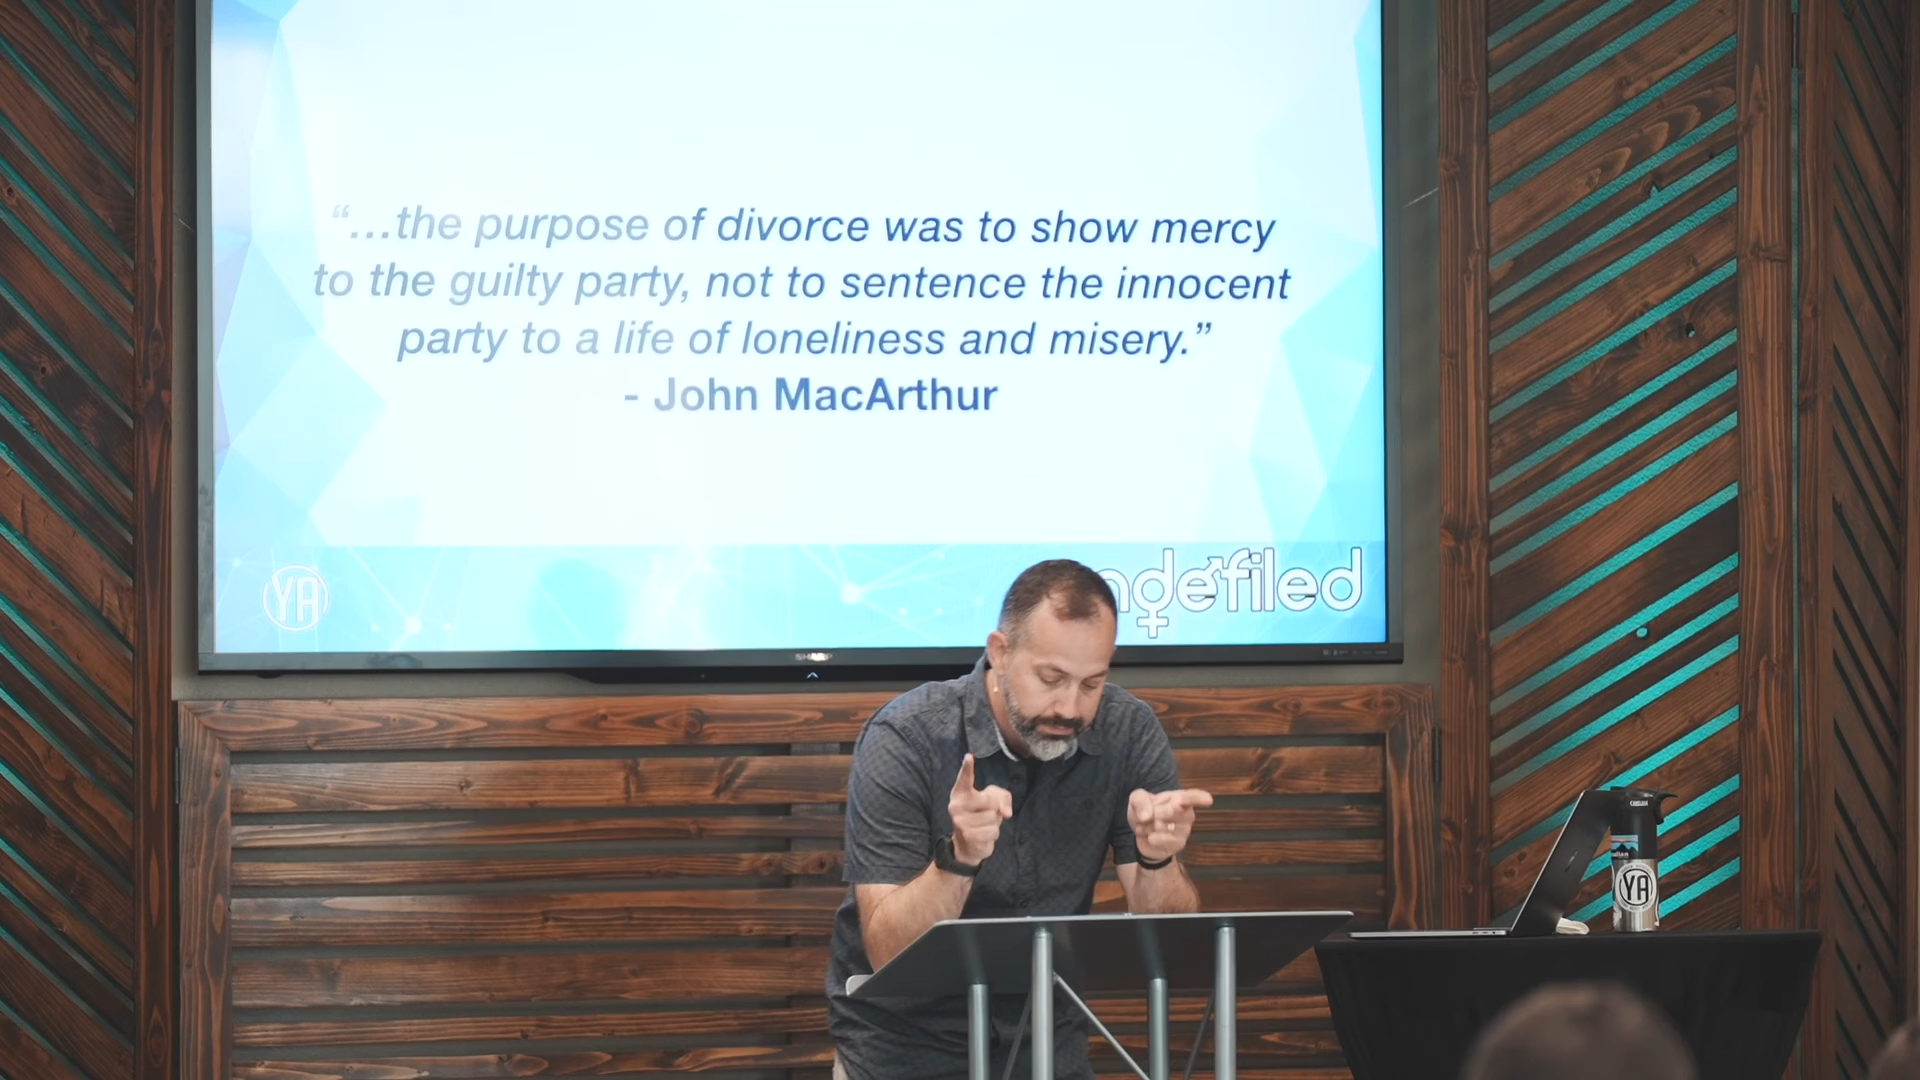 “...the purpose of divorce was to show mercy
to the guilty party, not to sentence the innocent
party to a life of loneliness and misery.”
- John MacArthur
YA
ndefiled
SHARP
YA